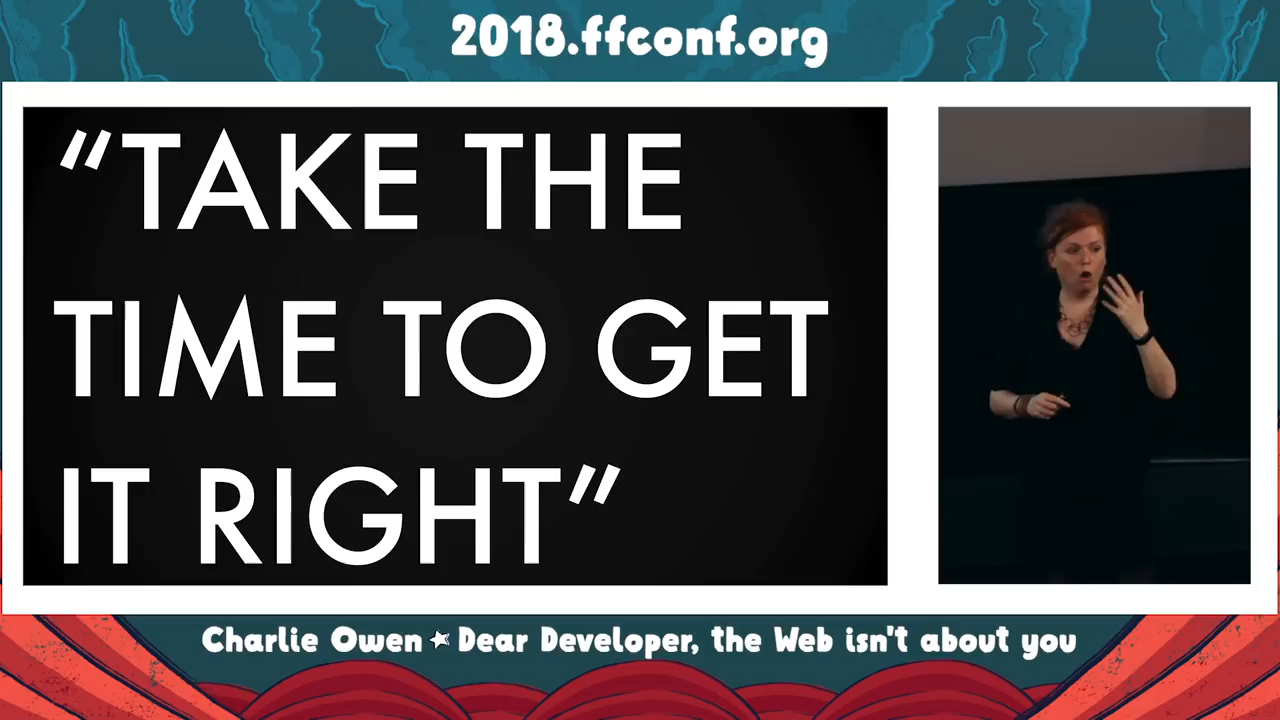 2018.ffconf.org
“TAKE THE
TIME TO GET
IT RIGHT”
Charlie Owen ★ Dear Developer, the Web isn't about you